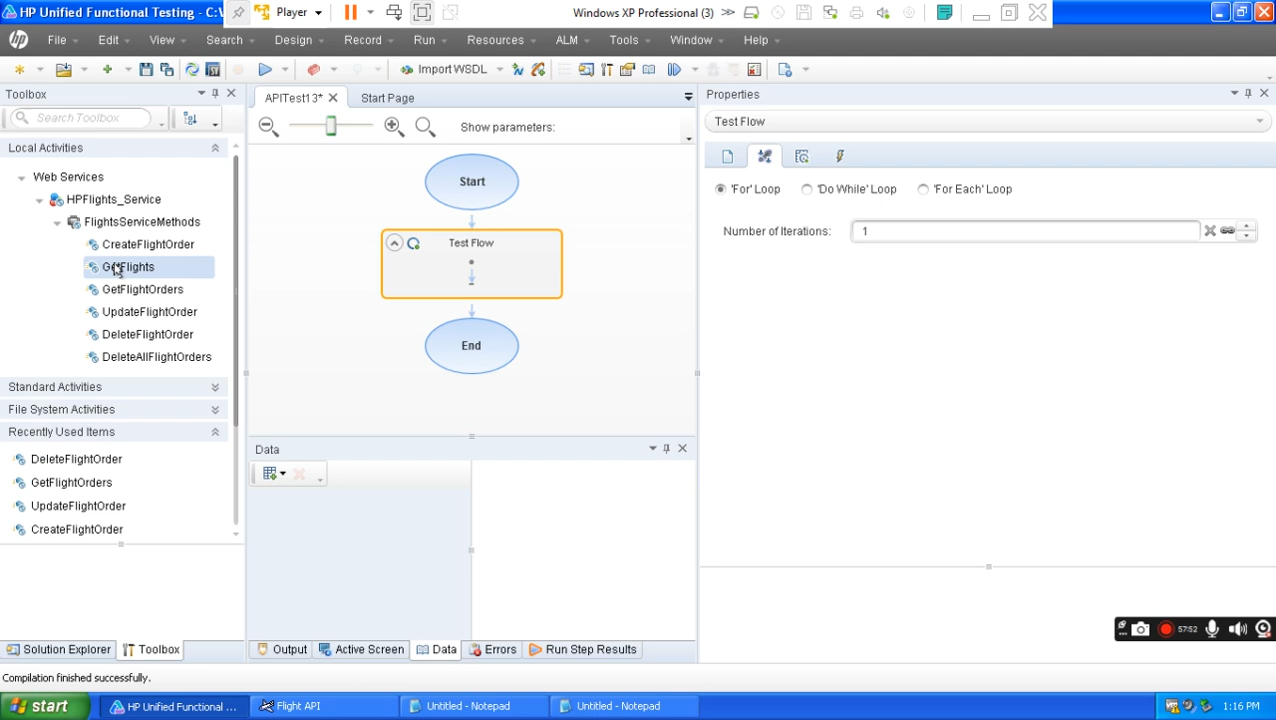 HP Unified Functional Testing - C:\
Player
Windows XP Professional (3)
File Edit View Search Design Record Run Resources ALM Tools Window Help
Import WSDL
Toolbox
Search Toolbox
Local Activities
Web Services
HPFlights_Service
FlightsServiceMethods
CreateFlightOrder
GetFlights
GetFlightOrders
UpdateFlightOrder
DeleteFlightOrder
DeleteAllFlightOrders
Standard Activities
File System Activities
Recently Used Items
DeleteFlightOrder
GetFlightOrders
UpdateFlightOrder
CreateFlightOrder
Solution Explorer
Toolbox
APITest13*
Start Page
Show parameters:
Start
Test Flow
End
Data
Output
Active Screen
Data
Errors
Run Step Results
Properties
Test Flow
'For' Loop
'Do While' Loop
'For Each' Loop
Number of Iterations:
1
57:52
Compilation finished successfully.
start
HP Unified Functional ...
Flight API
Untitled - Notepad
Untitled - Notepad
1:16 PM